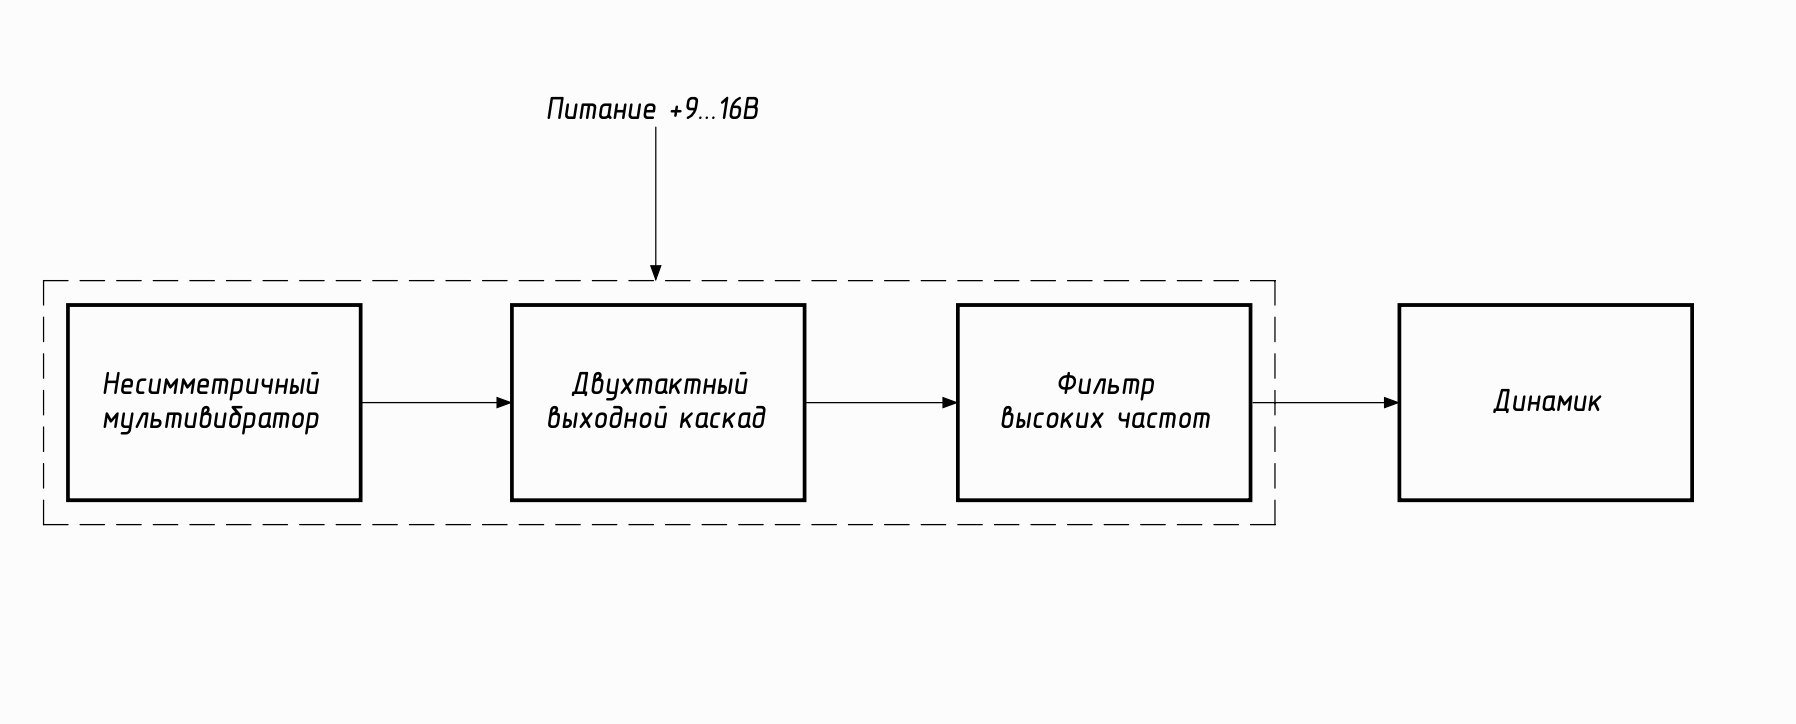 Питание +9...16В
Несимметричный
мультивибратор
Двухтактный
выходной каскад
Фильтр
высоких частот
Динамик